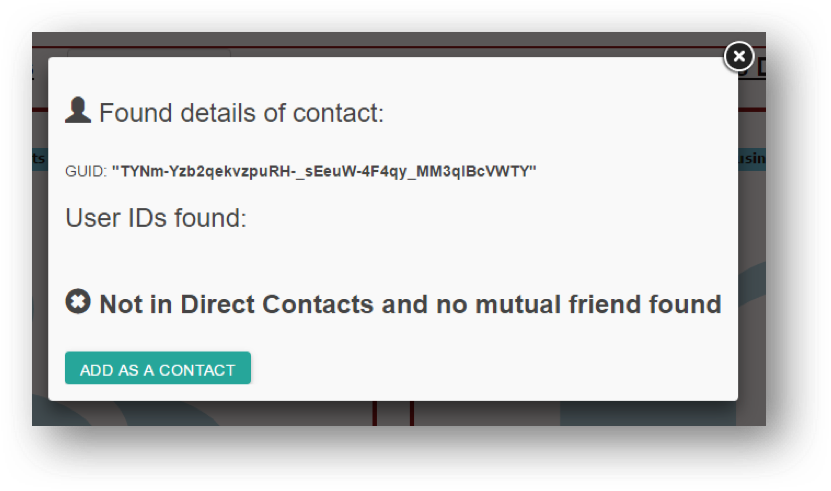 Found details of contact:
GUID: "TYNm-Yzb2qekvzpuRH-_sEeuW-4F4qy_MM3qlBcVWTY"
User IDs found:
Not in Direct Contacts and no mutual friend found
ADD AS A CONTACT